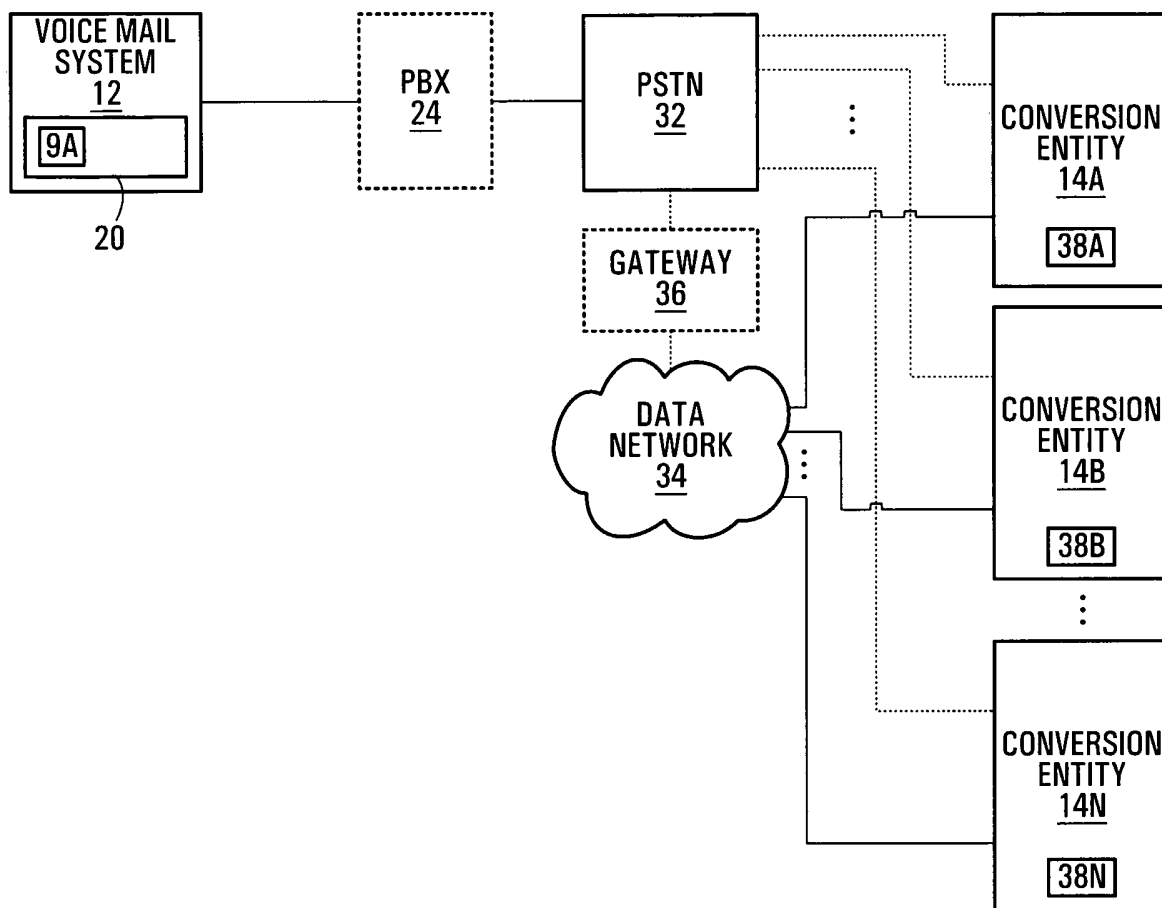 VOICE MAIL
SYSTEM
12
9A
20
PBX
24
PSTN
32
GATEWAY
36
DATA
NETWORK
34
CONVERSION
ENTITY
14A
38A
CONVERSION
ENTITY
14B
38B
CONVERSION
ENTITY
14N
38N